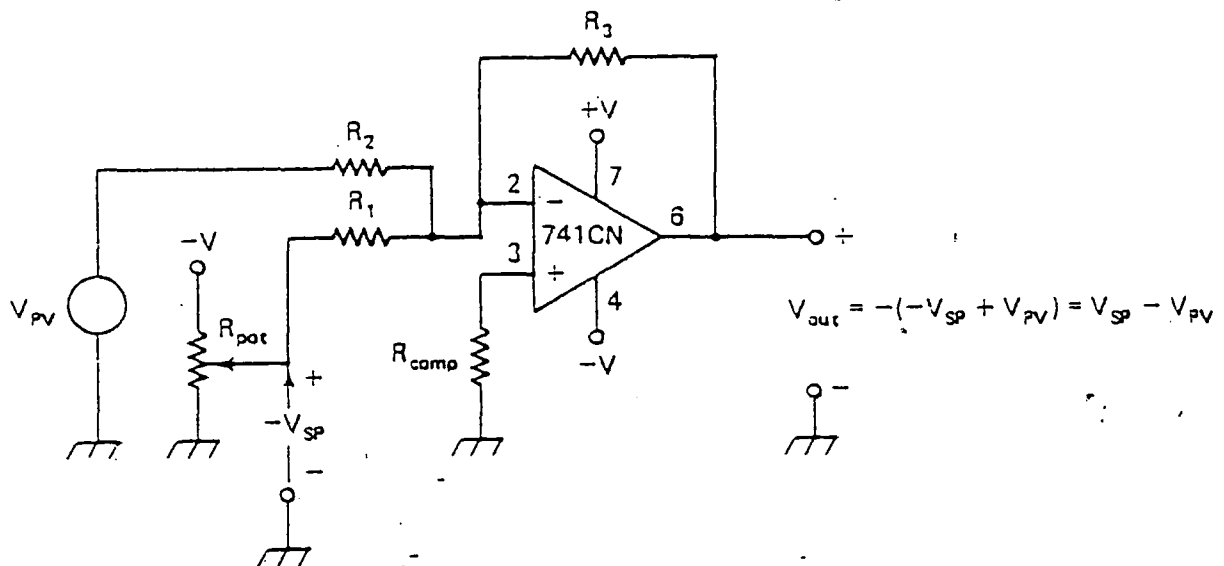 R3
+V
R2
7
2
−
R1
6
741CN
+
−V
3
+
4
VPV
Rpot
Vout = −(−VSP + VPV) = VSP − VPV
Rcomp
−V
+
−
−VSP
−